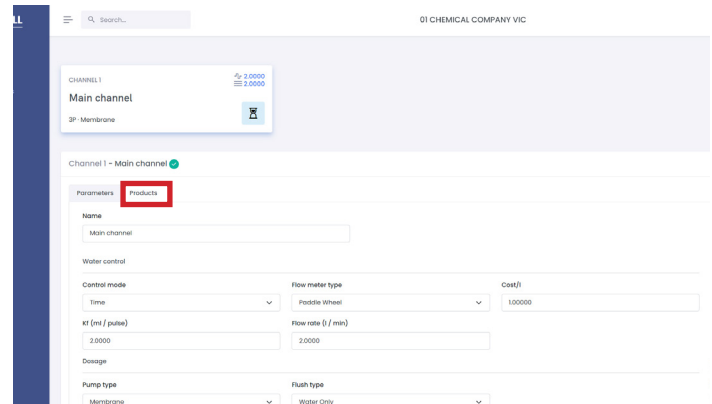 Search...
01 CHEMICAL COMPANY VIC
CHANNEL 1
2.0000
2.0000
Main channel
3P · Membrane
Channel 1 - Main channel
Parameters Products
Name
Main channel
Water control
Control mode Flow meter type Cost/l
Time Paddle Wheel 1.00000
Kf (ml / pulse) Flow rate (l / min)
2.0000 2.0000
Dosage
Pump type Flush type
Membrane Water Only